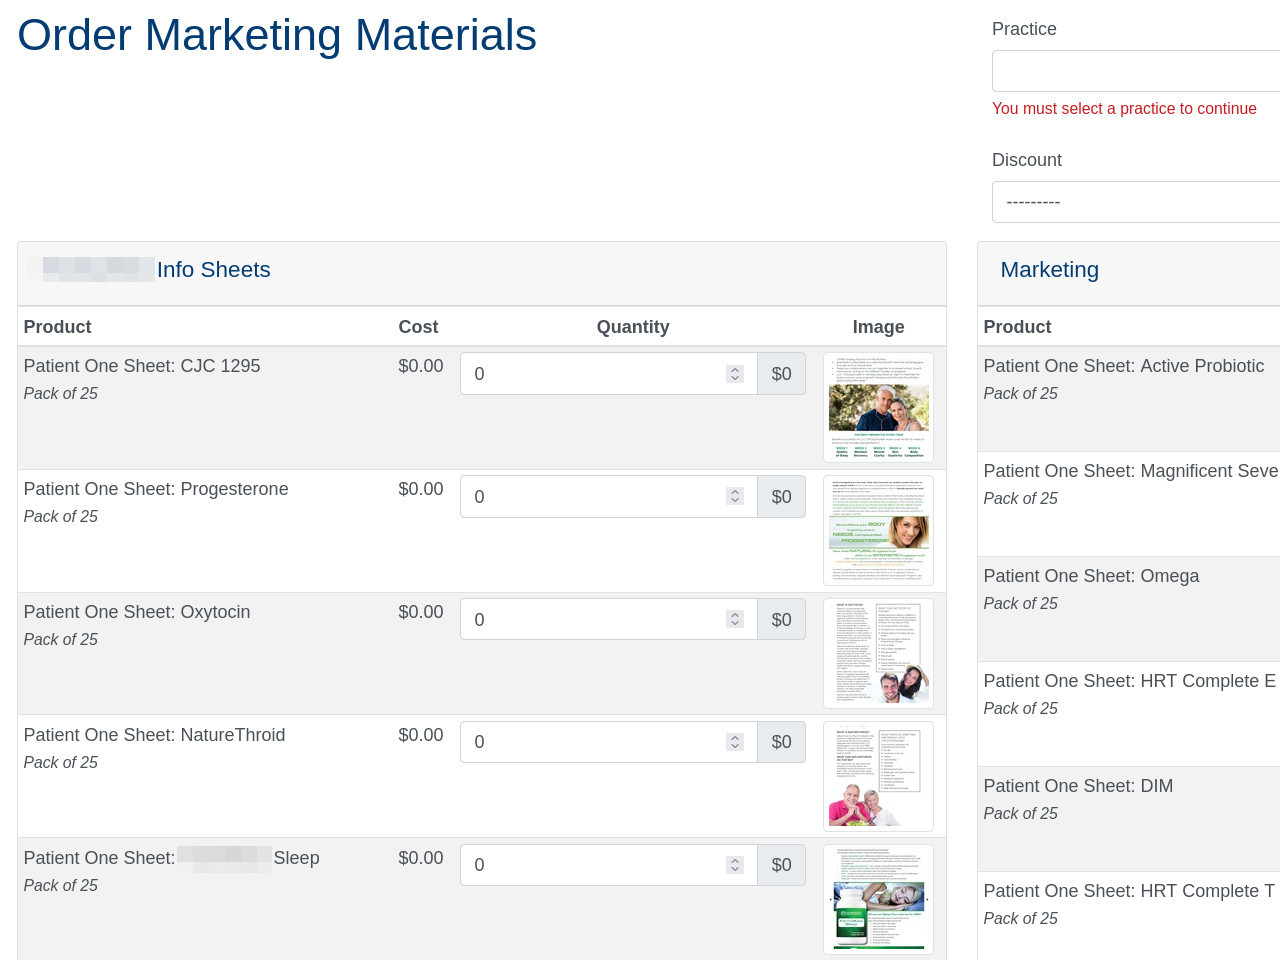 Order Marketing Materials
Practice
You must select a practice to continue
Discount
---------
Info Sheets
Product Cost Quantity Image
Patient One Sheet: CJC 1295 $0.00 0 $0
Pack of 25
Patient One Sheet: Progesterone $0.00 0 $0
Pack of 25
Patient One Sheet: Oxytocin $0.00 0 $0
Pack of 25
Patient One Sheet: NatureThroid $0.00 0 $0
Pack of 25
Patient One Sheet: Sleep $0.00 0 $0
Pack of 25
Marketing
Product
Patient One Sheet: Active Probiotic
Pack of 25
Patient One Sheet: Magnificent Seve
Pack of 25
Patient One Sheet: Omega
Pack of 25
Patient One Sheet: HRT Complete E
Pack of 25
Patient One Sheet: DIM
Pack of 25
Patient One Sheet: HRT Complete T
Pack of 25